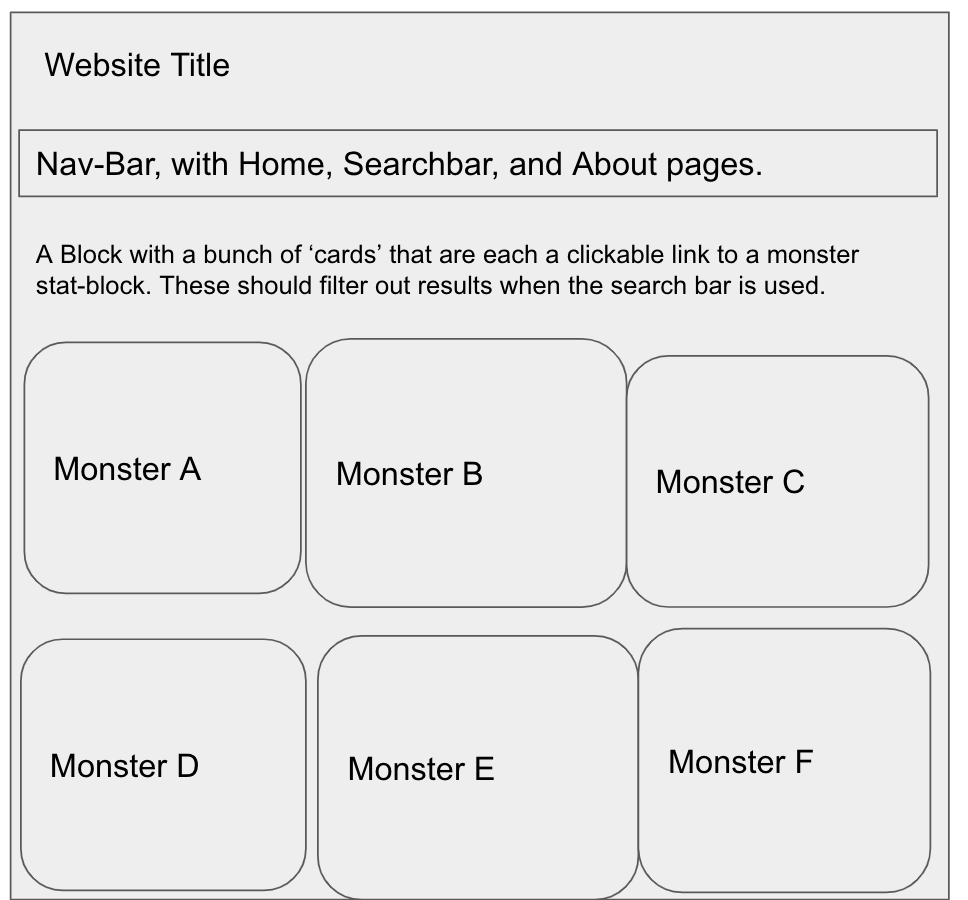 Website Title
Nav-Bar, with Home, Searchbar, and About pages.
A Block with a bunch of ‘cards’ that are each a clickable link to a monster
stat-block. These should filter out results when the search bar is used.
Monster A
Monster B
Monster C
Monster D
Monster E
Monster F